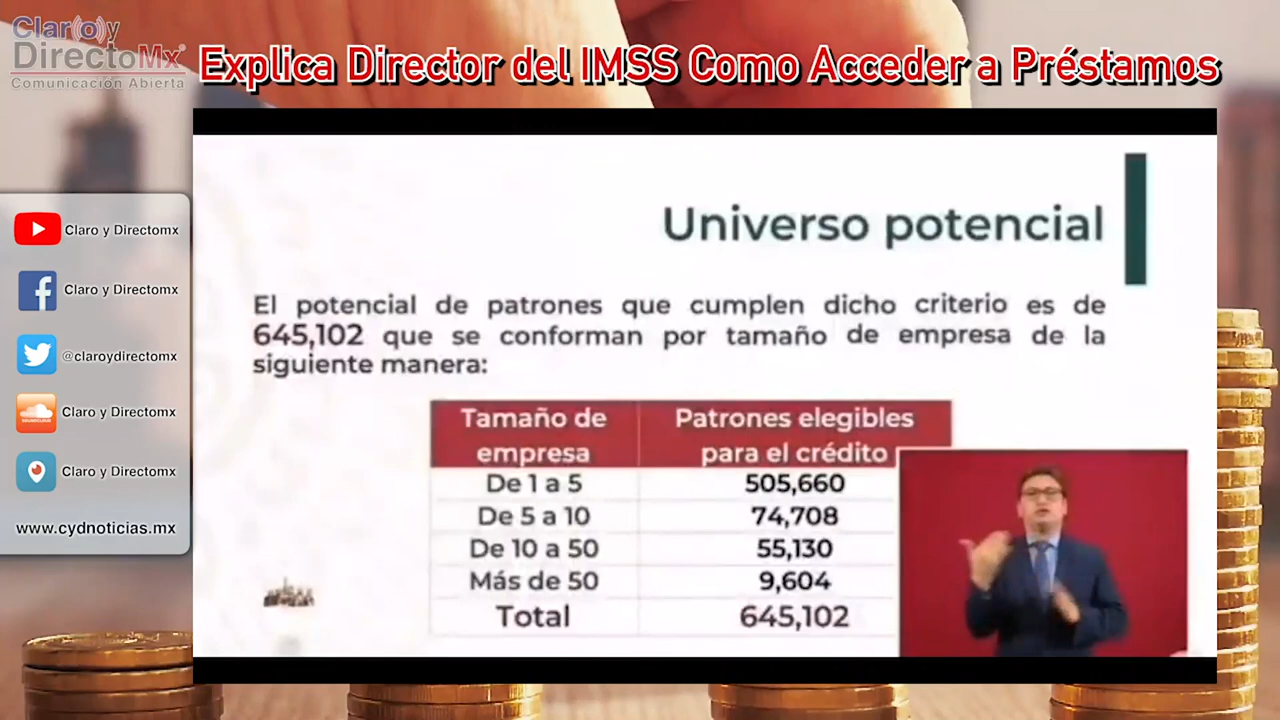 Claroy
DirectoMx
Comunicación Abierta
Explica Director del IMSS Como Acceder a Préstamos
Claro y Directomx
Claro y Directomx
@claroydirectomx
Claro y Directomx
Claro y Directomx
www.cydnoticias.mx
Universo potencial
El potencial de patrones que cumplen dicho criterio es de
645,102 que se conforman por tamaño de empresa de la
siguiente manera:
Tamaño de empresa
Patrones elegibles para el crédito
De 1 a 5 505,660
De 5 a 10 74,708
De 10 a 50 55,130
Más de 50 9,604
Total 645,102